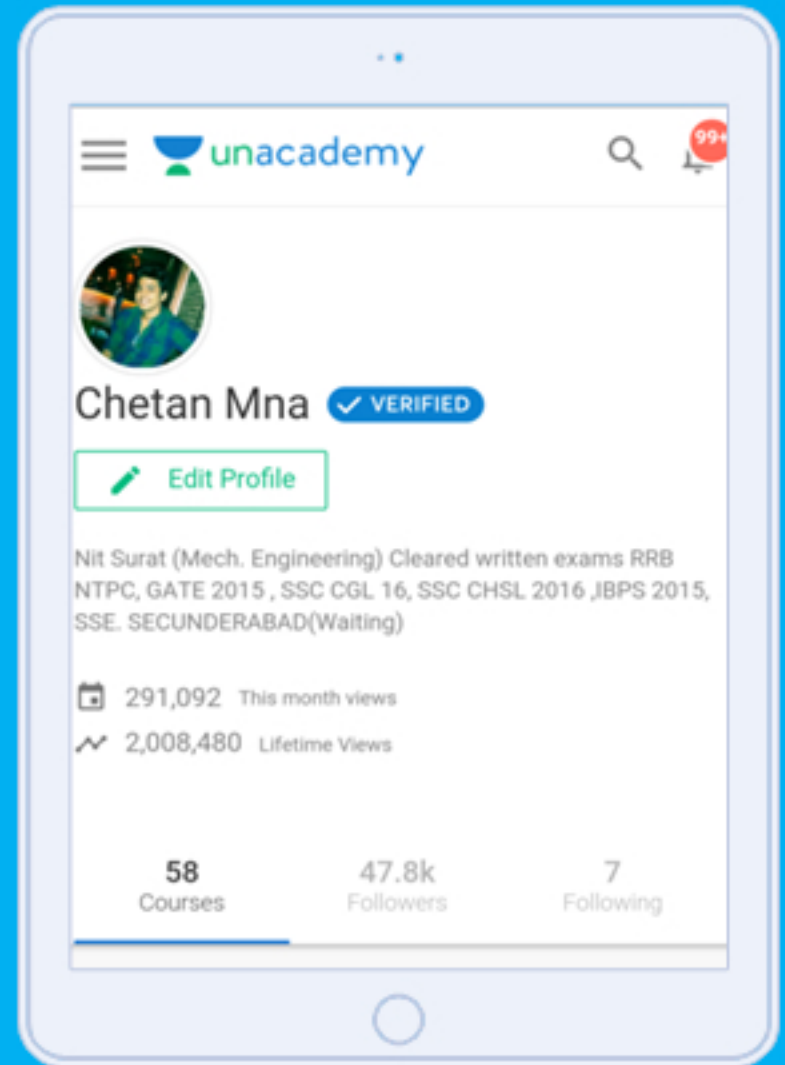 unacademy
99+
Chetan Mna
VERIFIED
Edit Profile
Nit Surat (Mech. Engineering) Cleared written exams RRB
NTPC, GATE 2015 , SSC CGL 16, SSC CHSL 2016 ,IBPS 2015,
SSE. SECUNDERABAD(Waiting)
291,092 This month views
2,008,480 Lifetime Views
58 47.8k 7
Courses Followers Following